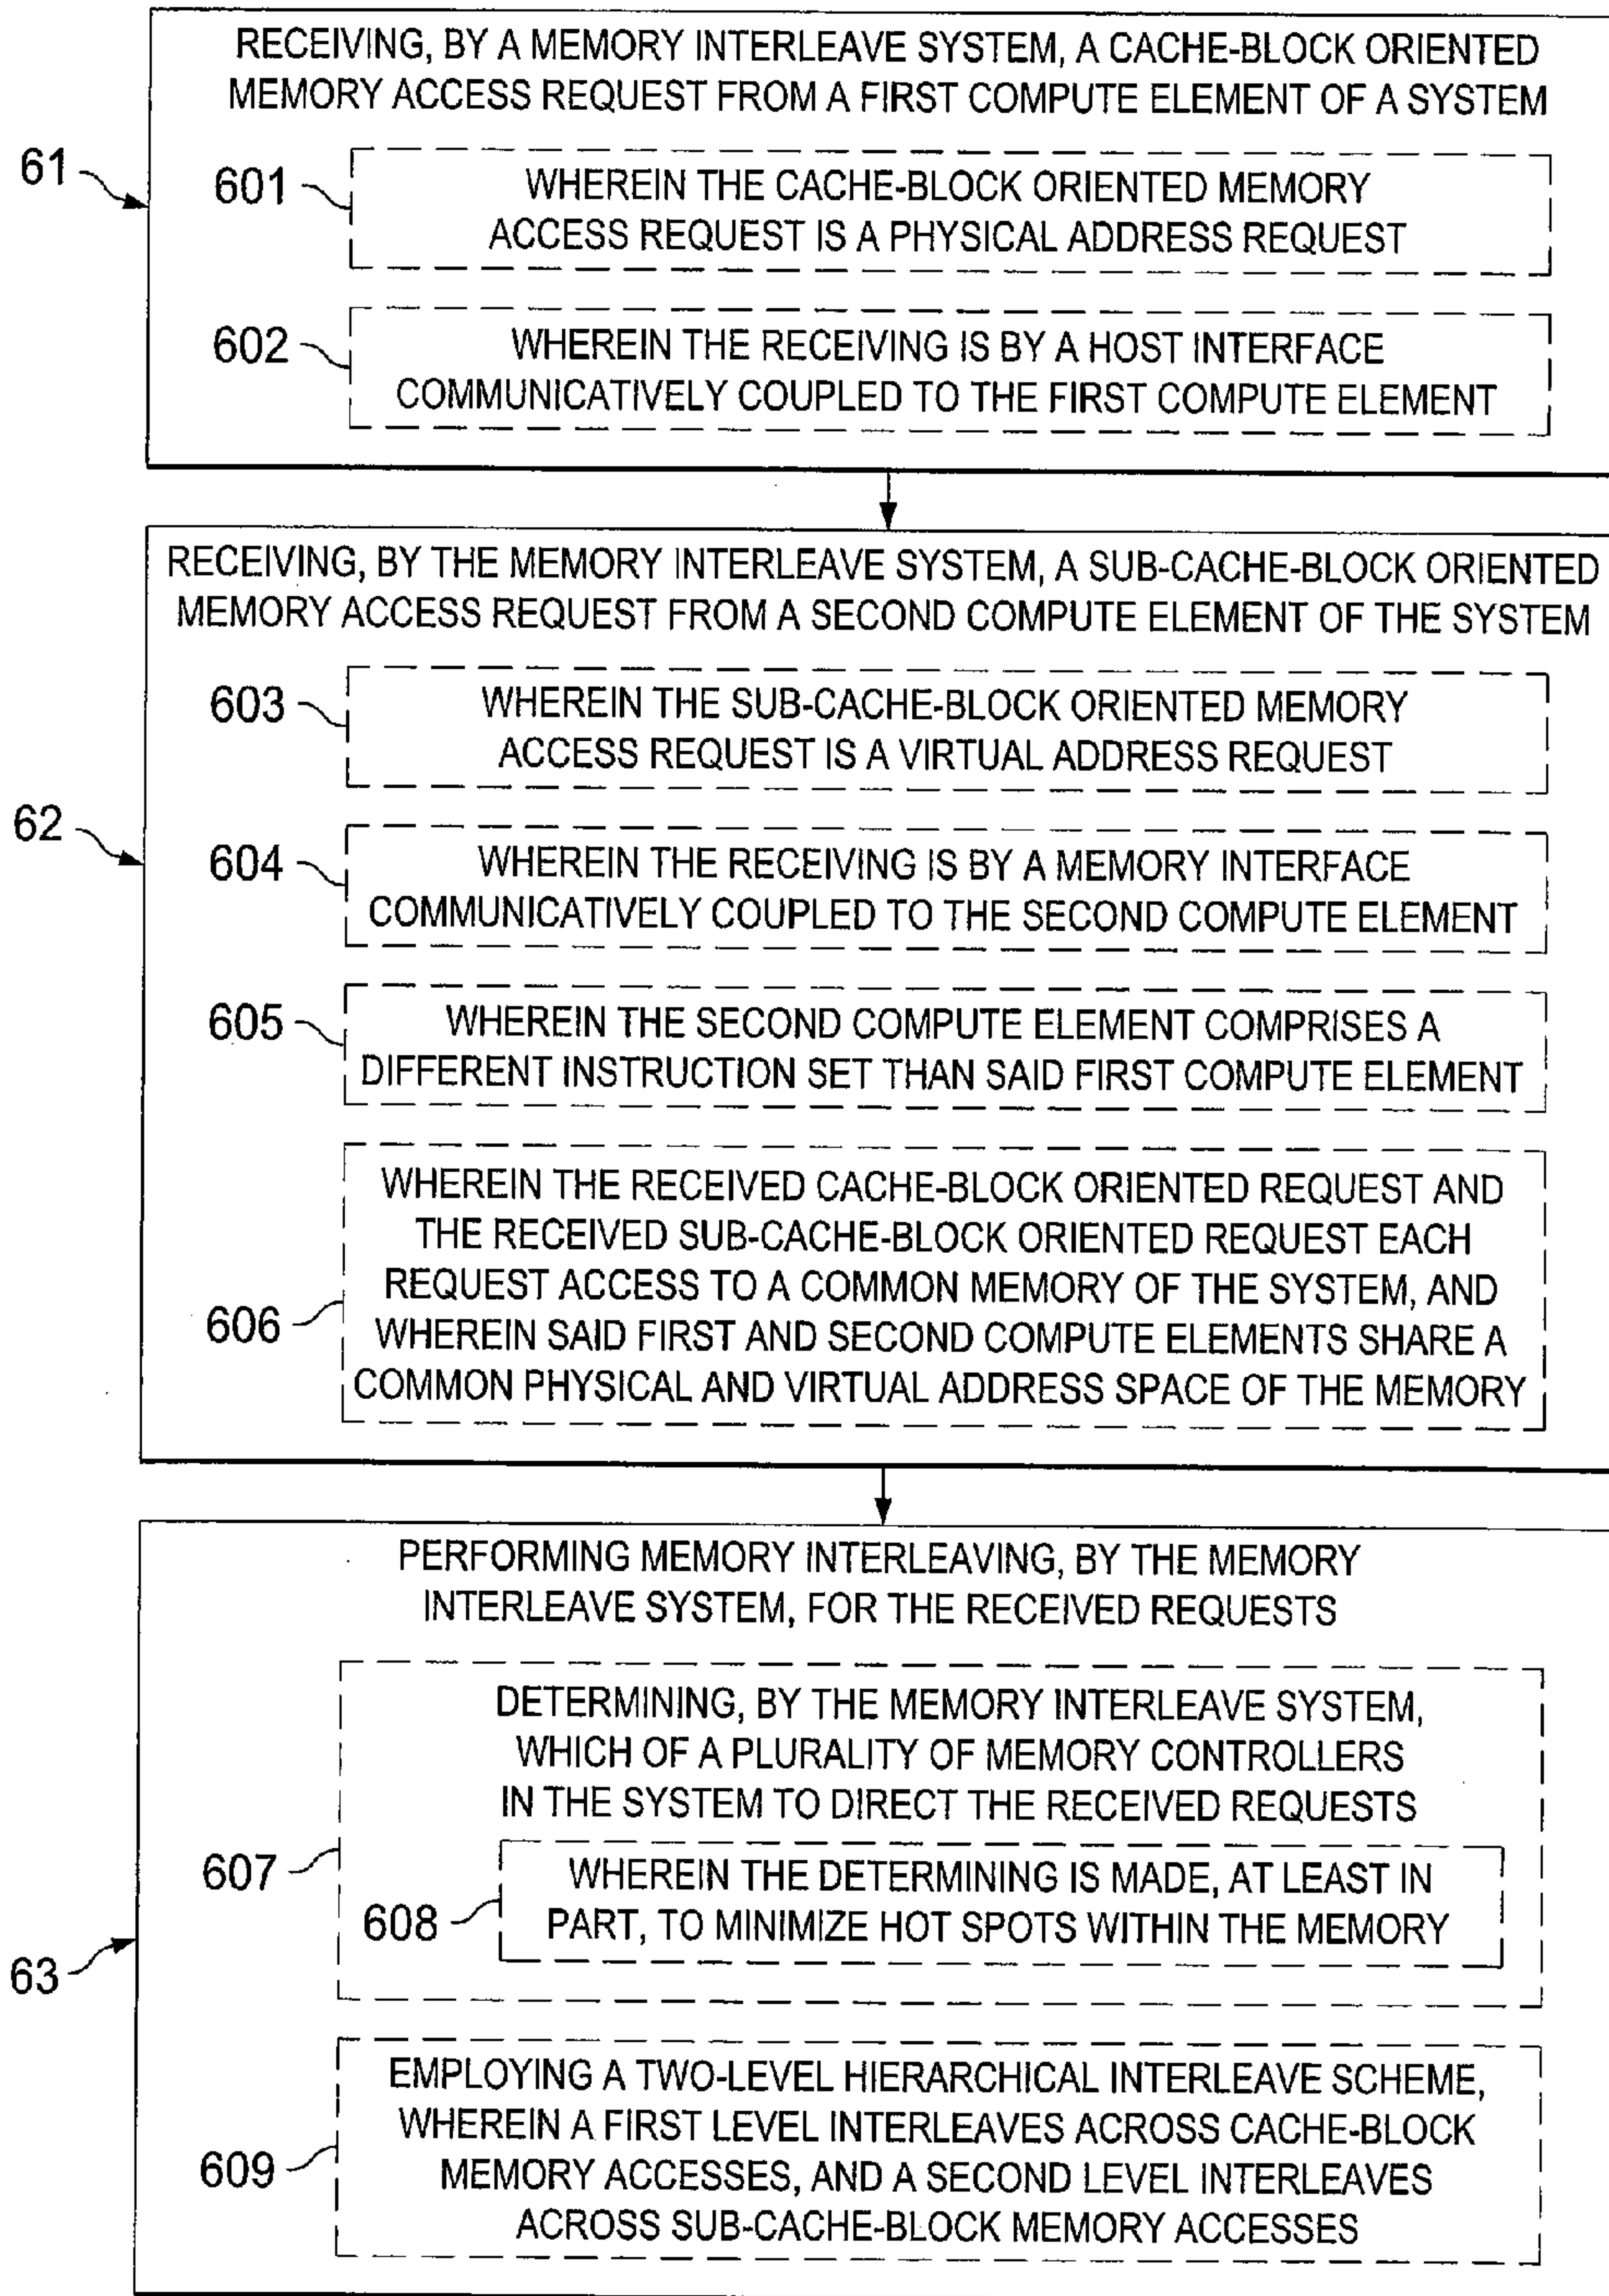 RECEIVING, BY A MEMORY INTERLEAVE SYSTEM, A CACHE-BLOCK ORIENTED
MEMORY ACCESS REQUEST FROM A FIRST COMPUTE ELEMENT OF A SYSTEM
61
601
WHEREIN THE CACHE-BLOCK ORIENTED MEMORY
ACCESS REQUEST IS A PHYSICAL ADDRESS REQUEST
602
WHEREIN THE RECEIVING IS BY A HOST INTERFACE
COMMUNICATIVELY COUPLED TO THE FIRST COMPUTE ELEMENT
RECEIVING, BY THE MEMORY INTERLEAVE SYSTEM, A SUB-CACHE-BLOCK ORIENTED
MEMORY ACCESS REQUEST FROM A SECOND COMPUTE ELEMENT OF THE SYSTEM
603
WHEREIN THE SUB-CACHE-BLOCK ORIENTED MEMORY
ACCESS REQUEST IS A VIRTUAL ADDRESS REQUEST
62
604
WHEREIN THE RECEIVING IS BY A MEMORY INTERFACE
COMMUNICATIVELY COUPLED TO THE SECOND COMPUTE ELEMENT
605
WHEREIN THE SECOND COMPUTE ELEMENT COMPRISES A
DIFFERENT INSTRUCTION SET THAN SAID FIRST COMPUTE ELEMENT
606
WHEREIN THE RECEIVED CACHE-BLOCK ORIENTED REQUEST AND
THE RECEIVED SUB-CACHE-BLOCK ORIENTED REQUEST EACH
REQUEST ACCESS TO A COMMON MEMORY OF THE SYSTEM, AND
WHEREIN SAID FIRST AND SECOND COMPUTE ELEMENTS SHARE A
COMMON PHYSICAL AND VIRTUAL ADDRESS SPACE OF THE MEMORY
PERFORMING MEMORY INTERLEAVING, BY THE MEMORY
INTERLEAVE SYSTEM, FOR THE RECEIVED REQUESTS
DETERMINING, BY THE MEMORY INTERLEAVE SYSTEM,
WHICH OF A PLURALITY OF MEMORY CONTROLLERS
IN THE SYSTEM TO DIRECT THE RECEIVED REQUESTS
607
608
WHEREIN THE DETERMINING IS MADE, AT LEAST IN
PART, TO MINIMIZE HOT SPOTS WITHIN THE MEMORY
63
609
EMPLOYING A TWO-LEVEL HIERARCHICAL INTERLEAVE SCHEME,
WHEREIN A FIRST LEVEL INTERLEAVES ACROSS CACHE-BLOCK
MEMORY ACCESSES, AND A SECOND LEVEL INTERLEAVES
ACROSS SUB-CACHE-BLOCK MEMORY ACCESSES